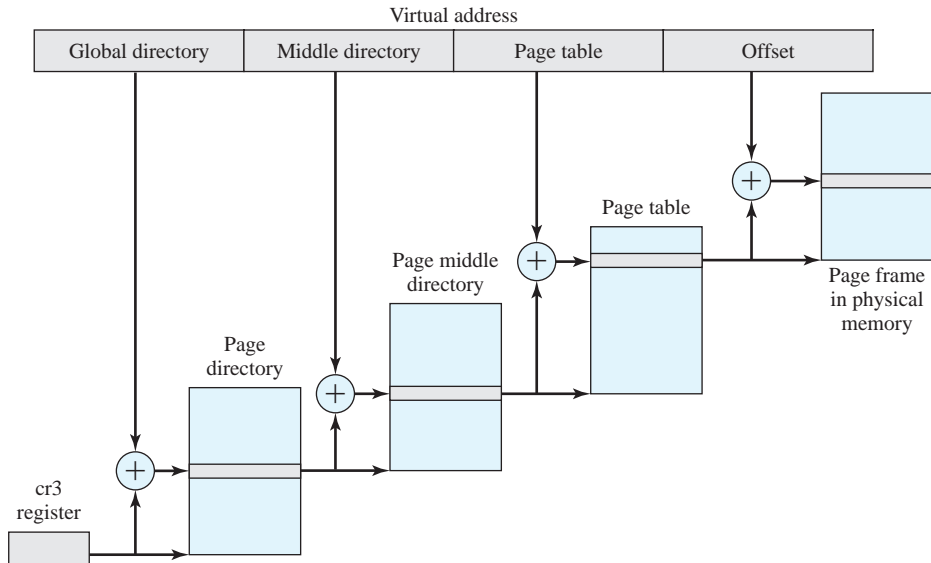 Virtual address
Global directory
Middle directory
Page table
Offset
+
Page table
+
Page frame
in physical
memory
Page middle
directory
+
Page
directory
+
cr3
register